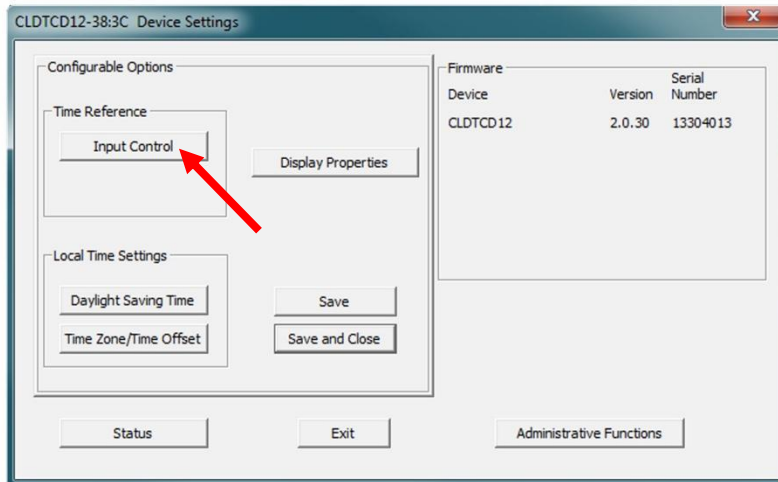 CLDTCD12-38:3C Device Settings
Configurable Options
Time Reference
Input Control
Display Properties
Local Time Settings
Daylight Saving Time
Time Zone/Time Offset
Save
Save and Close
Firmware
Device Version Serial Number
CLDTCD12 2.0.30 13304013
Status
Exit
Administrative Functions